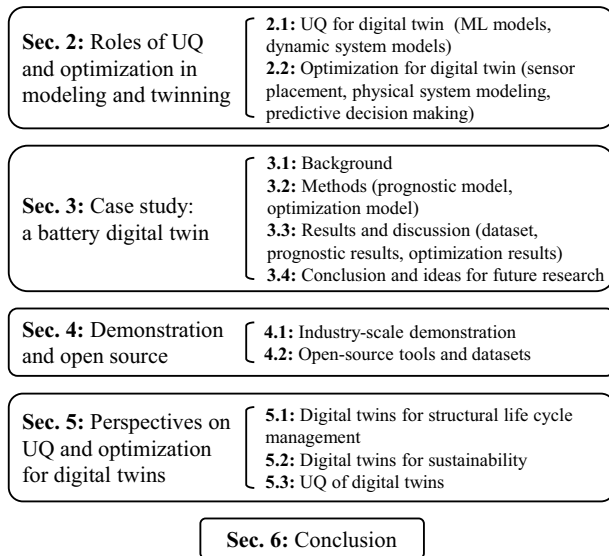 Sec. 2: Roles of UQ
and optimization in
modeling and twinning
2.1: UQ for digital twin (ML models,
dynamic system models)
2.2: Optimization for digital twin (sensor
placement, physical system modeling,
predictive decision making)
Sec. 3: Case study:
a battery digital twin
3.1: Background
3.2: Methods (prognostic model,
optimization model)
3.3: Results and discussion (dataset,
prognostic results, optimization results)
3.4: Conclusion and ideas for future research
Sec. 4: Demonstration
and open source
4.1: Industry-scale demonstration
4.2: Open-source tools and datasets
Sec. 5: Perspectives on
UQ and optimization
for digital twins
5.1: Digital twins for structural life cycle
management
5.2: Digital twins for sustainability
5.3: UQ of digital twins
Sec. 6: Conclusion